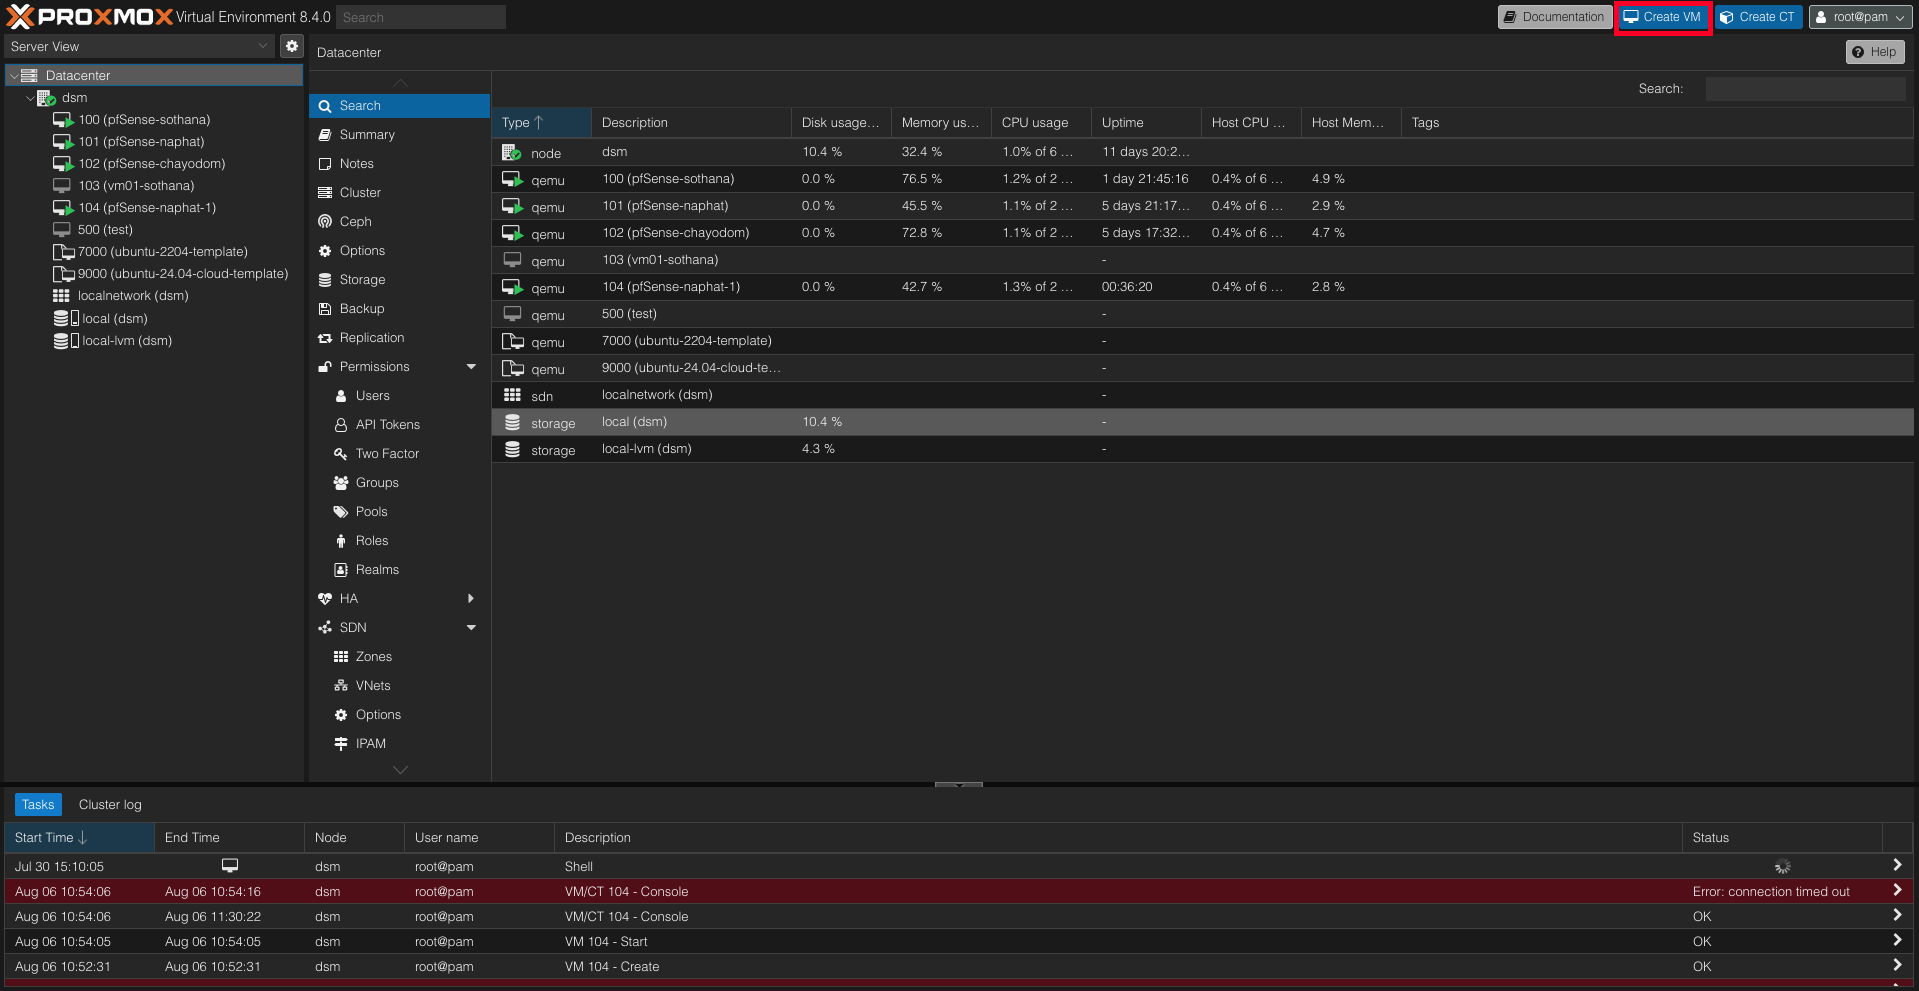 PROXMOX Virtual Environment 8.4.0 Search Documentation Create VM Create CT root@pam
Server View
Datacenter
dsm
100 (pfSense-sothana)
101 (pfSense-naphat)
102 (pfSense-chayodom)
103 (vm01-sothana)
104 (pfSense-naphat-1)
500 (test)
7000 (ubuntu-2204-template)
9000 (ubuntu-24.04-cloud-template)
localnetwork (dsm)
local (dsm)
local-lvm (dsm)
Datacenter Help
Search
Summary
Notes
Cluster
Ceph
Options
Storage
Backup
Replication
Permissions
Users
API Tokens
Two Factor
Groups
Pools
Roles
Realms
HA
SDN
Zones
VNets
Options
IPAM
Search:
Type Description Disk usage... Memory us... CPU usage Uptime Host CPU ... Host Mem... Tags
node dsm 10.4 % 32.4 % 1.0% of 6 ... 11 days 20:2...
qemu 100 (pfSense-sothana) 0.0 % 76.5 % 1.2% of 2 ... 1 day 21:45:16 0.4% of 6 ... 4.9 %
qemu 101 (pfSense-naphat) 0.0 % 45.5 % 1.1% of 2 ... 5 days 21:17... 0.4% of 6 ... 2.9 %
qemu 102 (pfSense-chayodom) 0.0 % 72.8 % 1.1% of 2 ... 5 days 17:32... 0.4% of 6 ... 4.7 %
qemu 103 (vm01-sothana) -
qemu 104 (pfSense-naphat-1) 0.0 % 42.7 % 1.3% of 2 ... 00:36:20 0.4% of 6 ... 2.8 %
qemu 500 (test) -
qemu 7000 (ubuntu-2204-template) -
qemu 9000 (ubuntu-24.04-cloud-te... -
sdn localnetwork (dsm) -
storage local (dsm) 10.4 % -
storage local-lvm (dsm) 4.3 % -
Tasks Cluster log
Start Time End Time Node User name Description Status
Jul 30 15:10:05 dsm root@pam Shell
Aug 06 10:54:06 Aug 06 10:54:16 dsm root@pam VM/CT 104 - Console Error: connection timed out
Aug 06 10:54:06 Aug 06 11:30:22 dsm root@pam VM/CT 104 - Console OK
Aug 06 10:54:05 Aug 06 10:54:05 dsm root@pam VM 104 - Start OK
Aug 06 10:52:31 Aug 06 10:52:31 dsm root@pam VM 104 - Create OK